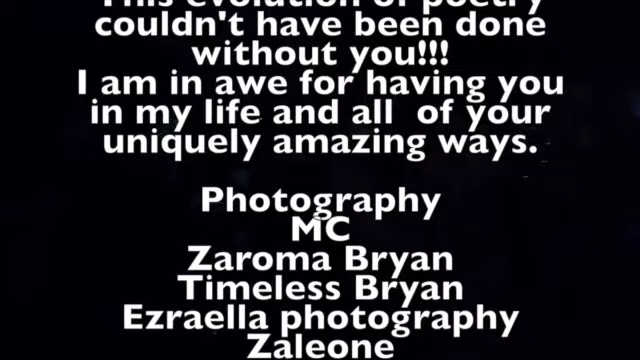 This evolution of poetry
couldn't have been done
without you!!!
I am in awe for having you
in my life and all of your
uniquely amazing ways.
Photography
MC
Zaroma Bryan
Timeless Bryan
Ezraella photography
Zaleone